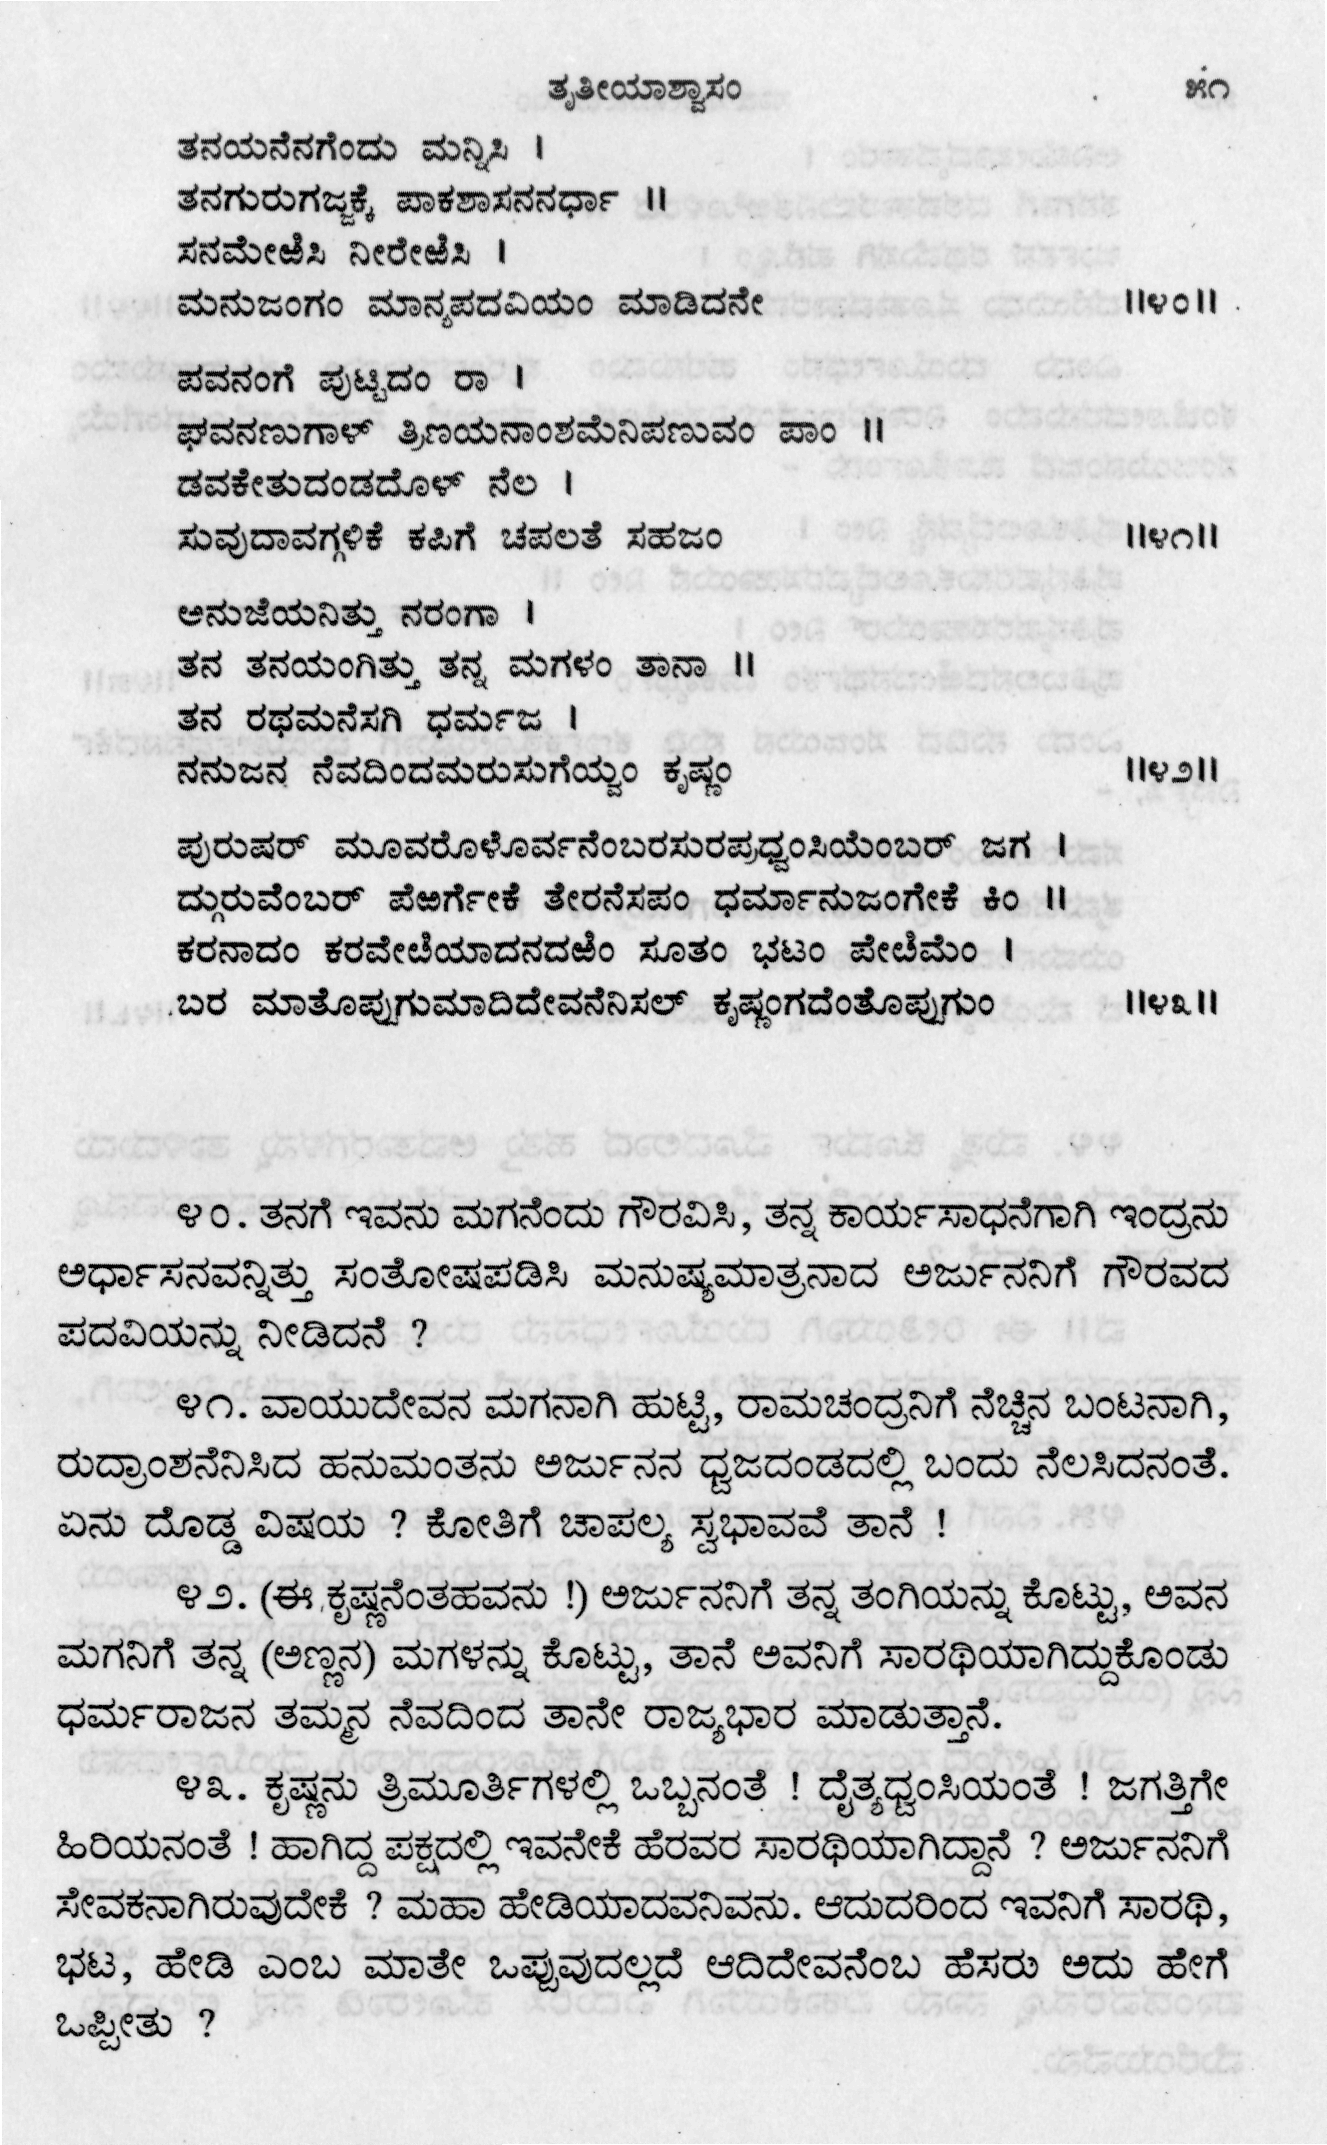 ತೃತೀಯಾಶ್ವಾಸಂ ೫೧
ತನಯನೆನಗೆಂದು ಮನ್ನಿಸಿ ।
ತನಗುರುಗಜ್ಜಕ್ಕೆ ಪಾಕಶಾಸನನರ್ಧಾ ॥
ಸನಮೇಱಿಸಿ ನೀರೇಱಿಸಿ ।
ಮನುಜಂಗಂ ಮಾನ್ಯಪದವಿಯಂ ಮಾಡಿದನೇ ॥೪೦॥
ಪವನಂಗೆ ಪುಟ್ಟಿದಂ ರಾ ।
ಘವನಣುಗಾಳ್ ತ್ರಿಣಯನಾಂಶಮೆನಿಪಣುವಂ ಪಾಂ ॥
ಡವಕೇತುದಂಡದೊಳ್ ನೆಲ ।
ಸುವುದಾವಗ್ಗಳಿಕೆ ಕಪಿಗೆ ಚಪಲತೆ ಸಹಜಂ ॥೪೧॥
ಅನುಜೆಯನಿತ್ತು ನರಂಗಾ ।
ತನ ತನಯಂಗಿತ್ತು ತನ್ನ ಮಗಳಂ ತಾನಾ ॥
ತನ ರಥಮನೆಸಗಿ ಧರ್ಮಜ ।
ನನುಜನ ನೆವದಿಂದಮರುಸುಗೆಯ್ವಂ ಕೃಷ್ಣಂ ॥೪೨॥
ಪುರುಷರ್ ಮೂವರೊಳೊರ್ವನೆಂಬರಸುರಪ್ರಧ್ವಂಸಿಯೆಂಬರ್ ಜಗ ।
ದ್ಗುರುವೆಂಬರ್ ಪೆಱರ್ಗೇಕೆ ತೇರನೆಸಪಂ ಧರ್ಮಾನುಜಂಗೇಕೆ ಕಿಂ ॥
ಕರನಾದಂ ಕರವೇೞಿಯಾದನದಱಿಂ ಸೂತಂ ಭಟಂ ಪೇೞಿಮೆಂ ।
ಬರ ಮಾತೊಪ್ಪುಗುಮಾದಿದೇವನೆನಿಸಲ್ ಕೃಷ್ಣಂಗದೆಂತೊಪ್ಪುಗುಂ ॥೪೩॥
೪೦. ತನಗೆ ಇವನು ಮಗನೆಂದು ಗೌರವಿಸಿ, ತನ್ನ ಕಾರ್ಯಸಾಧನೆಗಾಗಿ ಇಂದ್ರನು
ಅರ್ಧಾಸನವನ್ನಿತ್ತು ಸಂತೋಷಪಡಿಸಿ ಮನುಷ್ಯಮಾತ್ರನಾದ ಅರ್ಜುನನಿಗೆ ಗೌರವದ
ಪದವಿಯನ್ನು ನೀಡಿದನೆ ?
೪೧. ವಾಯುದೇವನ ಮಗನಾಗಿ ಹುಟ್ಟಿ, ರಾಮಚಂದ್ರನಿಗೆ ನೆಚ್ಚಿನ ಬಂಟನಾಗಿ,
ರುದ್ರಾಂಶನೆನಿಸಿದ ಹನುಮಂತನು ಅರ್ಜುನನ ಧ್ವಜದಂಡದಲ್ಲಿ ಬಂದು ನೆಲಸಿದನಂತೆ.
ಏನು ದೊಡ್ಡ ವಿಷಯ ? ಕೋತಿಗೆ ಚಾಪಲ್ಯ ಸ್ವಭಾವವೆ ತಾನೆ !
೪೨. (ಈ ಕೃಷ್ಣನೆಂತಹವನು !) ಅರ್ಜುನನಿಗೆ ತನ್ನ ತಂಗಿಯನ್ನು ಕೊಟ್ಟು, ಅವನ
ಮಗನಿಗೆ ತನ್ನ (ಅಣ್ಣನ) ಮಗಳನ್ನು ಕೊಟ್ಟು, ತಾನೆ ಅವನಿಗೆ ಸಾರಥಿಯಾಗಿದ್ದುಕೊಂಡು
ಧರ್ಮರಾಜನ ತಮ್ಮನ ನೆವದಿಂದ ತಾನೇ ರಾಜ್ಯಭಾರ ಮಾಡುತ್ತಾನೆ.
೪೩. ಕೃಷ್ಣನು ತ್ರಿಮೂರ್ತಿಗಳಲ್ಲಿ ಒಬ್ಬನಂತೆ ! ದೈತ್ಯಧ್ವಂಸಿಯಂತೆ ! ಜಗತ್ತಿಗೇ
ಹಿರಿಯನಂತೆ ! ಹಾಗಿದ್ದ ಪಕ್ಷದಲ್ಲಿ ಇವನೇಕೆ ಹೆರವರ ಸಾರಥಿಯಾಗಿದ್ದಾನೆ ? ಅರ್ಜುನನಿಗೆ
ಸೇವಕನಾಗಿರುವುದೇಕೆ ? ಮಹಾ ಹೇಡಿಯಾದವನಿವನು. ಆದುದರಿಂದ ಇವನಿಗೆ ಸಾರಥಿ,
ಭಟ, ಹೇಡಿ ಎಂಬ ಮಾತೇ ಒಪ್ಪುವುದಲ್ಲದೆ ಆದಿದೇವನೆಂಬ ಹೆಸರು ಅದು ಹೇಗೆ
ಒಪ್ಪೀತು ?